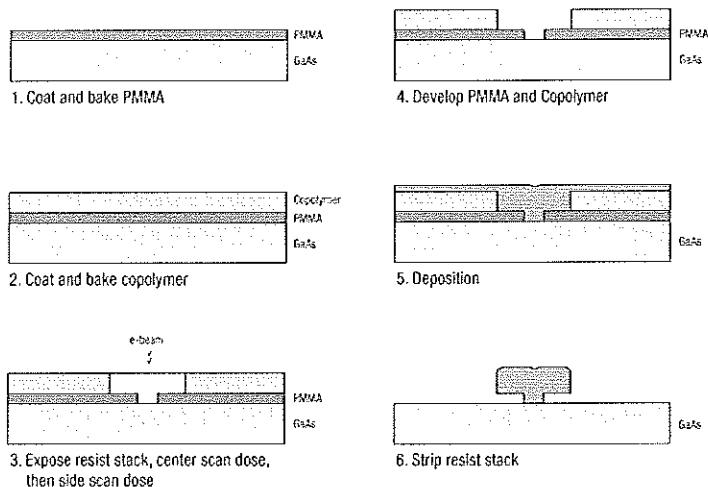 PMMA
GaAs
1. Coat and bake PMMA
Copolymer
PMMA
GaAs
2. Coat and bake copolymer
e-beam
PMMA
GaAs
3. Expose resist stack, center scan dose,
then side scan dose
PMMA
GaAs
4. Develop PMMA and Copolymer
GaAs
5. Deposition
GaAs
6. Strip resist stack